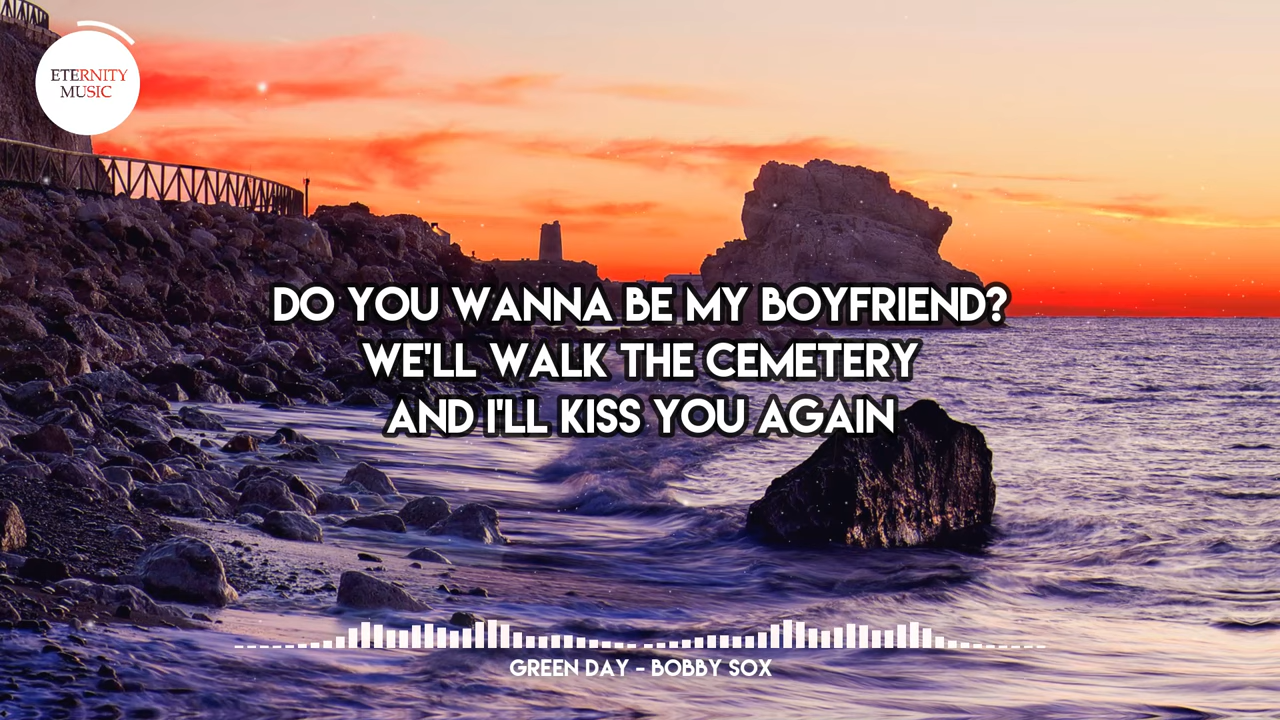 ETERNITY
MUSIC
DO YOU WANNA BE MY BOYFRIEND?
WE'LL WALK THE CEMETERY
AND I'LL KISS YOU AGAIN
GREEN DAY - BOBBY SOX